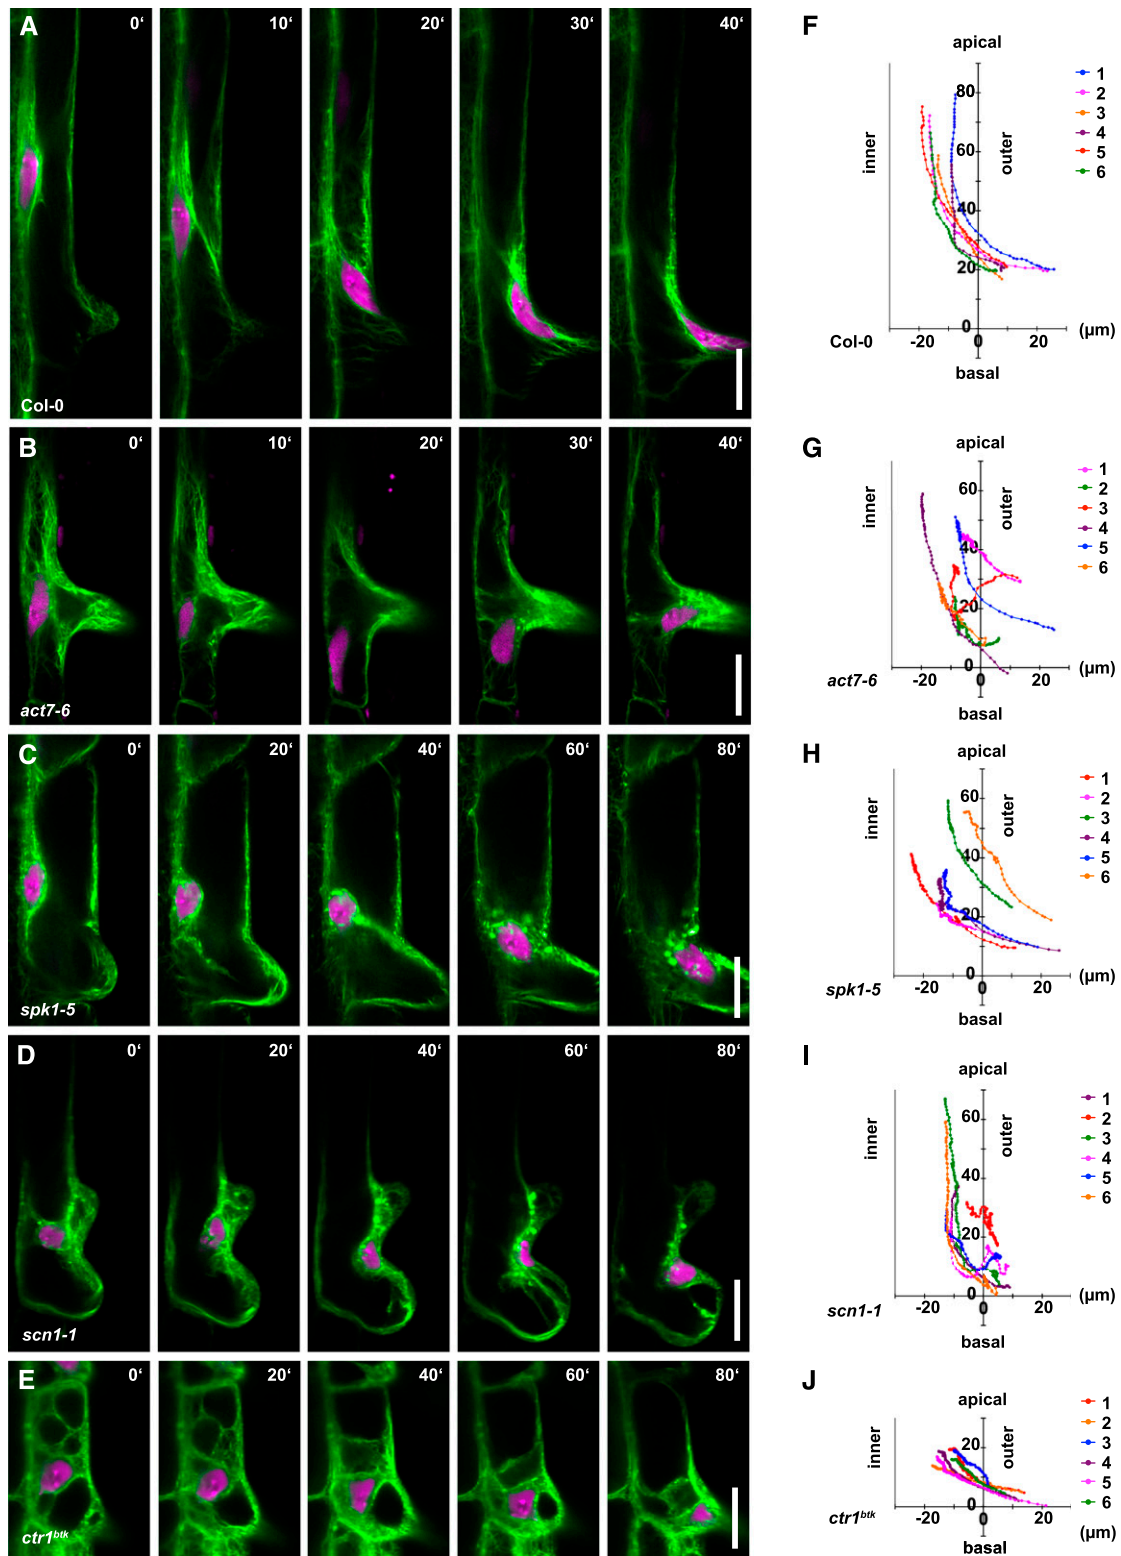 A 0‘ 10‘ 20‘ 30‘ 40‘
Col-0
B 0‘ 10‘ 20‘ 30‘ 40‘
act7-6
C 0‘ 20‘ 40‘ 60‘ 80‘
spk1-5
D 0‘ 20‘ 40‘ 60‘ 80‘
scn1-1
E 0‘ 20‘ 40‘ 60‘ 80‘
ctr1btk
F
apical
inner
outer
80
60
40
20
0
-20 0 20 (µm)
Col-0
basal
1
2
3
4
5
6
G
apical
inner
outer
60
40
20
0
-20 0 20 (µm)
act7-6
basal
1
2
3
4
5
6
H
apical
inner
outer
60
40
20
0
-20 0 20
spk1-5
basal
1
2
3
4
5
6
I
apical
inner
outer
60
40
20
0
-20 0 20 (µm)
scn1-1
basal
1
2
3
4
5
6
J
apical
inner
outer
20
0
-20 0 20
(µm)
ctr1btk
basal
1
2
3
4
5
6